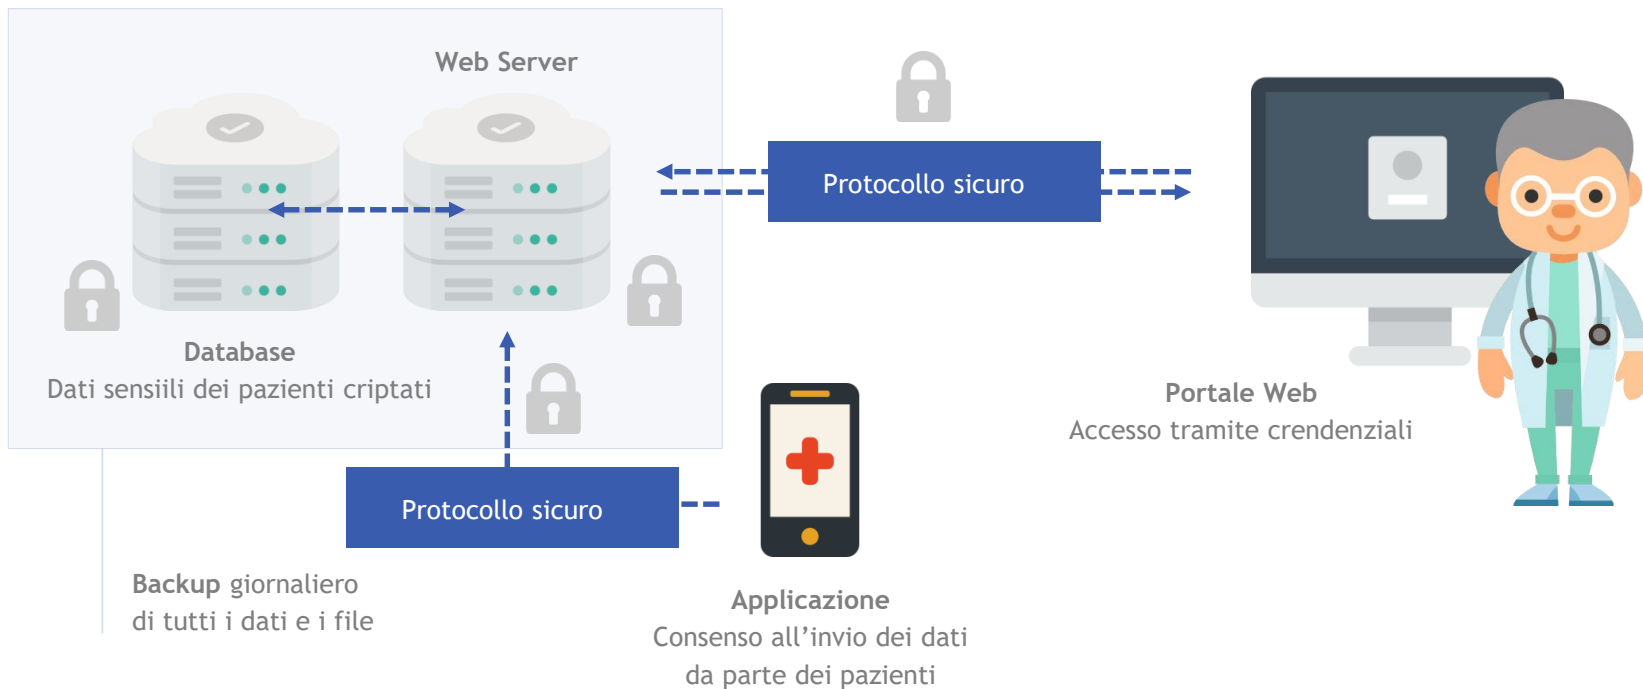 Web Server
Protocollo sicuro
Database
Dati sensiili dei pazienti criptati
Portale Web
Accesso tramite crendenziali
Protocollo sicuro
Backup giornaliero
di tutti i dati e i file
Applicazione
Consenso all’invio dei dati
da parte dei pazienti